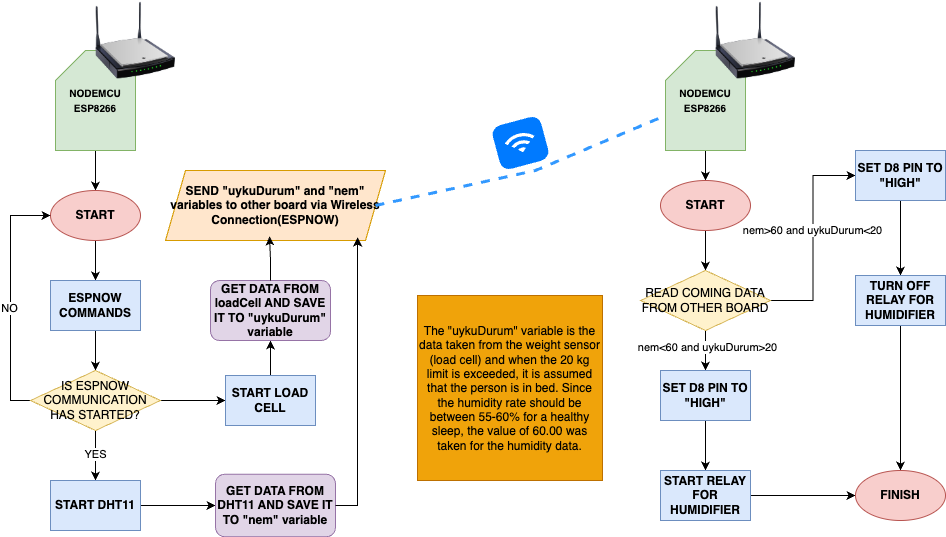 NODEMCU
ESP8266
START
ESPNOW
COMMANDS
NO
IS ESPNOW
COMMUNICATION
HAS STARTED?
YES
START DHT11
GET DATA FROM
DHT11 AND SAVE IT
TO "nem" variable
START LOAD
CELL
GET DATA FROM
loadCell AND SAVE
IT TO "uykuDurum"
variable
SEND "uykuDurum" and "nem"
variables to other board via Wireless
Connection(ESPNOW)
The "uykuDurum" variable is the
data taken from the weight sensor
(load cell) and when the 20 kg
limit is exceeded, it is assumed
that the person is in bed. Since
the humidity rate should be
between 55-60% for a healthy
sleep, the value of 60.00 was
taken for the humidity data.
NODEMCU
ESP8266
START
READ COMING DATA
FROM OTHER BOARD
nem>60 and uykuDurum<20
SET D8 PIN TO
"HIGH"
TURN OFF
RELAY FOR
HUMIDIFIER
nem<60 and uykuDurum>20
SET D8 PIN TO
"HIGH"
START RELAY
FOR
HUMIDIFIER
FINISH